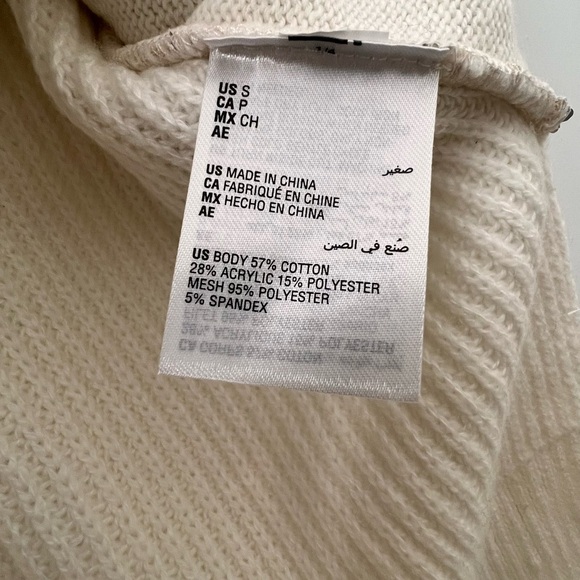 US S
CA P
MX CH
AE
صغير
US MADE IN CHINA
CA FABRIQUÉ EN CHINE
MX HECHO EN CHINA
AE
صُنع في الصين
US BODY 57% COTTON
28% ACRYLIC 15% POLYESTER
MESH 95% POLYESTER
5% SPANDEX